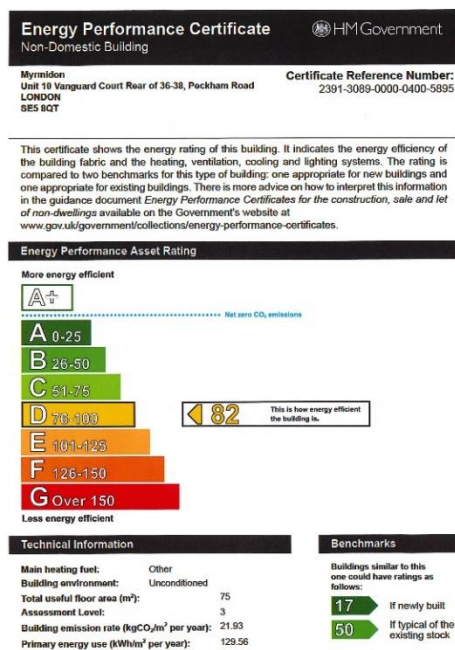 Energy Performance Certificate
Non-Domestic Building
HM Government
Myrmidon
Unit 10 Vanguard Court Rear of 36-38, Peckham Road
LONDON
SE5 8QT
Certificate Reference Number:
2391-3089-0000-0400-5895
This certificate shows the energy rating of this building. It indicates the energy efficiency of
the building fabric and the heating, ventilation, cooling and lighting systems. The rating is
compared to two benchmarks for this type of building: one appropriate for new buildings and
one appropriate for existing buildings. There is more advice on how to interpret this information
in the guidance document Energy Performance Certificates for the construction, sale and let
of non-dwellings available on the Government's website at
www.gov.uk/government/collections/energy-performance-certificates.
Energy Performance Asset Rating
More energy efficient
A+
Net zero CO₂ emissions
A 0-25
B 26-50
C 51-75
D 76-100
82
This is how energy efficient
the building is.
E 101-125
F 126-150
G Over 150
Less energy efficient
Technical Information
Main heating fuel: Other
Building environment: Unconditioned
Total useful floor area (m²): 75
Assessment Level: 3
Building emission rate (kgCO₂/m² per year): 21.93
Primary energy use (kWh/m² per year): 129.56
Benchmarks
Buildings similar to this
one could have ratings as
follows:
17 If newly built
50 If typical of the
existing stock